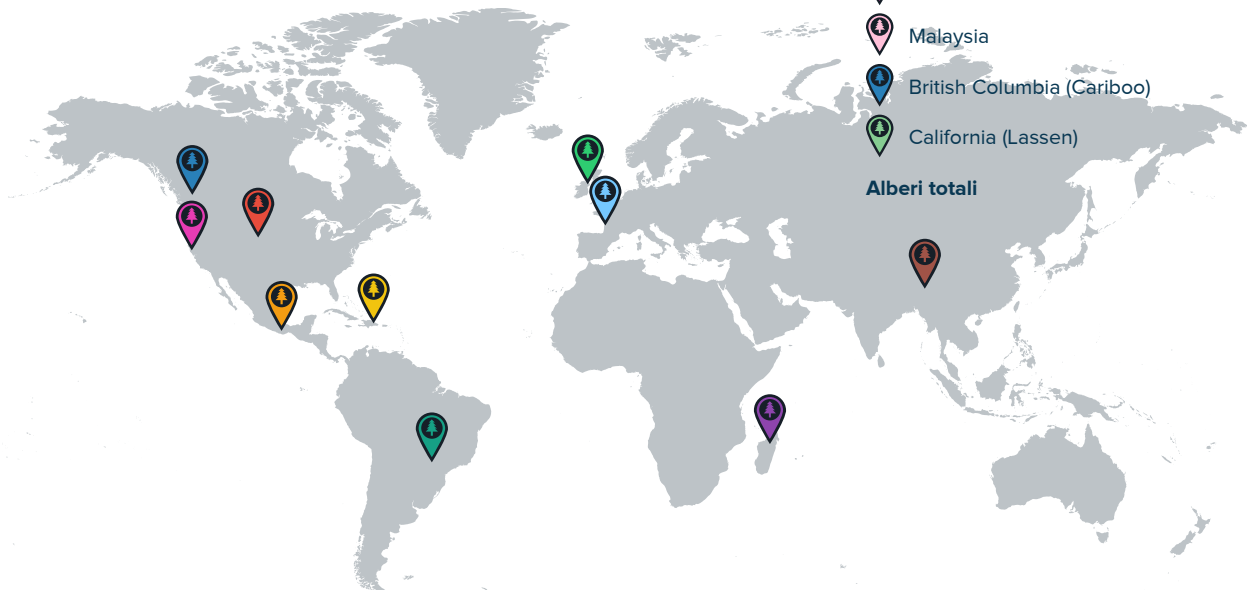 Malaysia
British Columbia (Cariboo)
California (Lassen)
Alberi totali